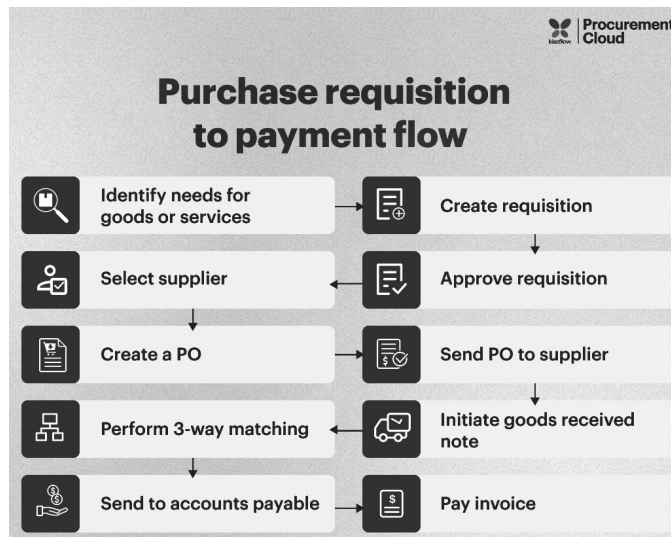 kissflow
Procurement
Cloud
Purchase requisition
to payment flow
Identify needs for
goods or services
Create requisition
Select supplier
Approve requisition
Create a PO
Send PO to supplier
Perform 3-way matching
Initiate goods received
note
Send to accounts payable
Pay invoice